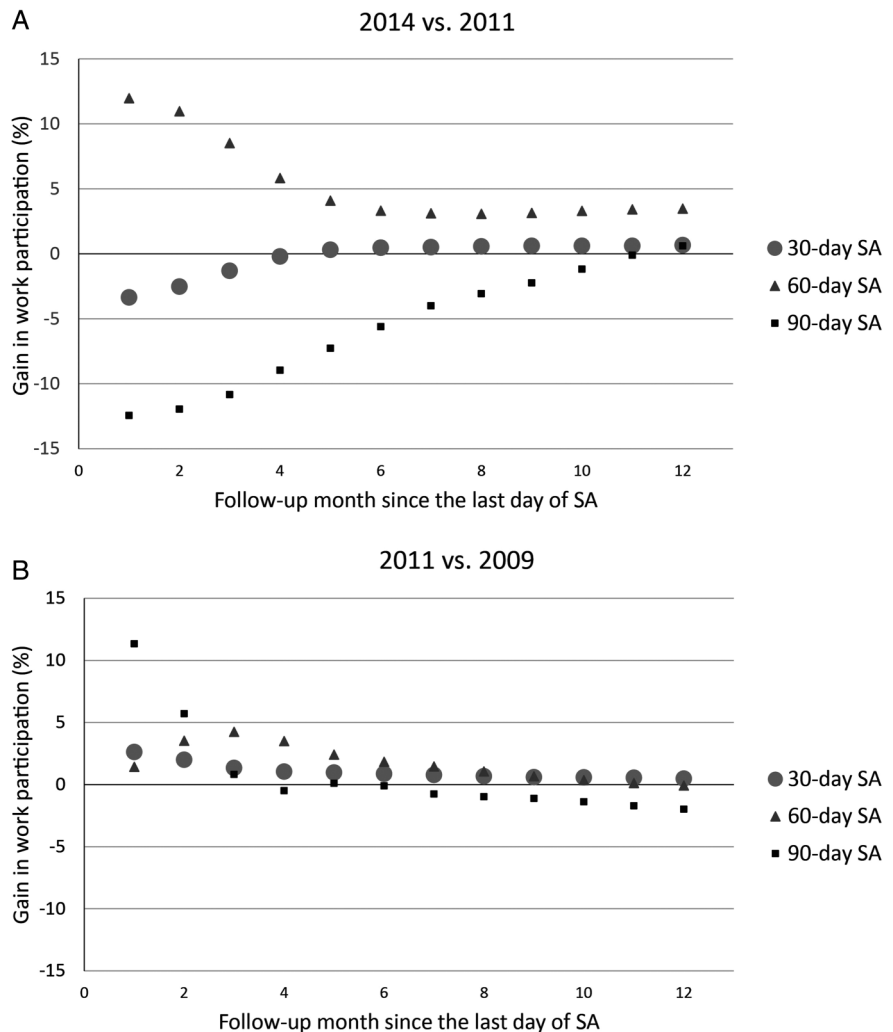 A
2014 vs. 2011
Gain in work participation (%)
15
10
5
0
-5
-10
-15
0 2 4 6 8 10 12
Follow-up month since the last day of SA
30-day SA
60-day SA
90-day SA
B
2011 vs. 2009
Gain in work participation (%)
15
10
5
0
-5
-10
-15
0 2 4 6 8 10 12
Follow-up month since the last day of SA
30-day SA
60-day SA
90-day SA